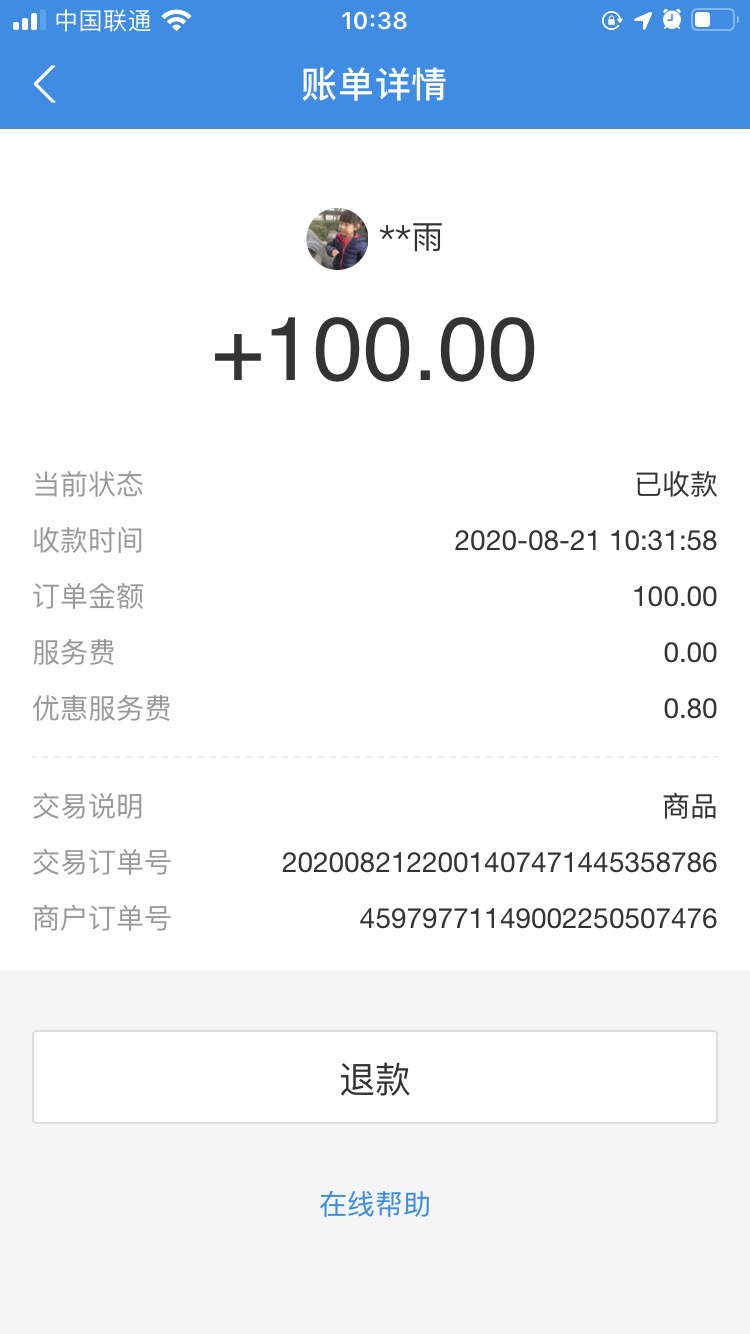 中国联通 10:38
账单详情
**雨
+100.00
当前状态 已收款
收款时间 2020-08-21 10:31:58
订单金额 100.00
服务费 0.00
优惠服务费 0.80
交易说明 商品
交易订单号 2020082122001407471445358786
商户订单号 45979771149002250507476
退款
在线帮助